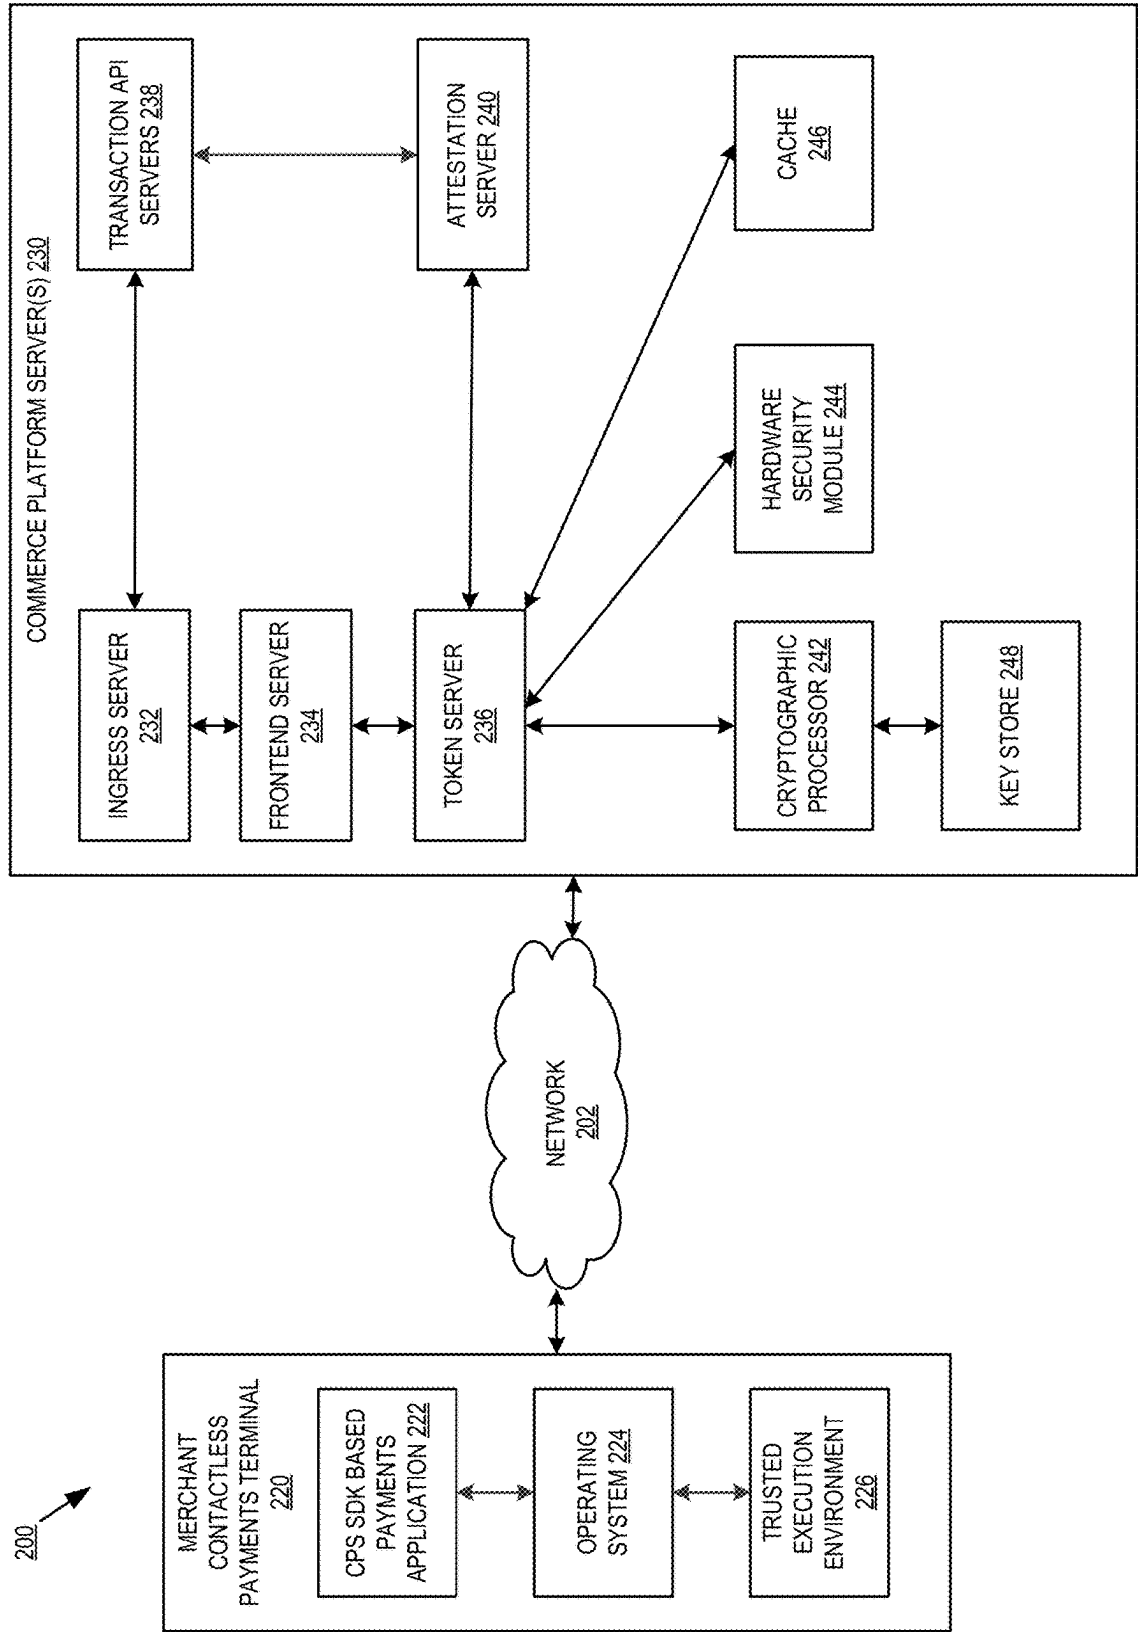 200
MERCHANT
CONTACTLESS
PAYMENTS TERMINAL
220
CPS SDK BASED
PAYMENTS
APPLICATION 222
OPERATING
SYSTEM 224
TRUSTED
EXECUTION
ENVIRONMENT
226
NETWORK
202
COMMERCE PLATFORM SERVER(S) 230
INGRESS SERVER
232
FRONTEND SERVER
234
TOKEN SERVER
236
CRYPTOGRAPHIC
PROCESSOR 242
KEY STORE 248
HARDWARE
SECURITY
MODULE 244
TRANSACTION API
SERVERS 238
ATTESTATION
SERVER 240
CACHE
246